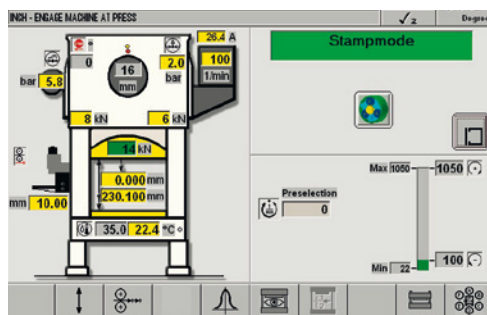 INCH - ENGAGE MACHINE AT PRESS
√ 2
Degree
26.4 A
Stampmode
0
16
mm
2.0
bar
100
1/min
bar 5.8
8 kN
6 kN
14 kN
0.000 mm
230.100 mm
mm 10.00
35.0 22.4 °C
Preselection
0
Max 1050
1050
Min 22
100